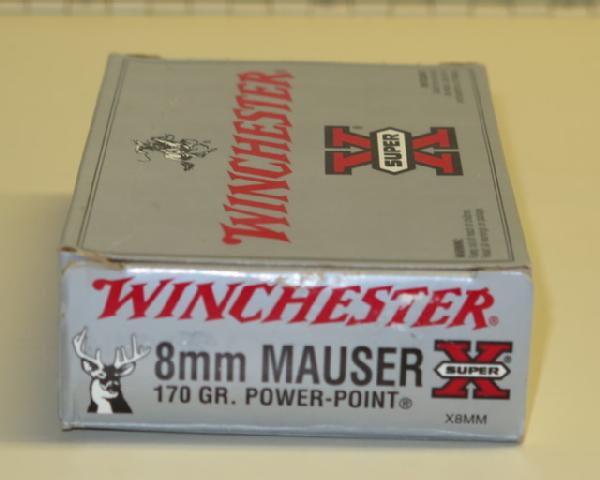 WINCHESTER
X
SUPER
WINCHESTER®
8mm MAUSER
170 GR. POWER-POINT®
X
SUPER
X8MM